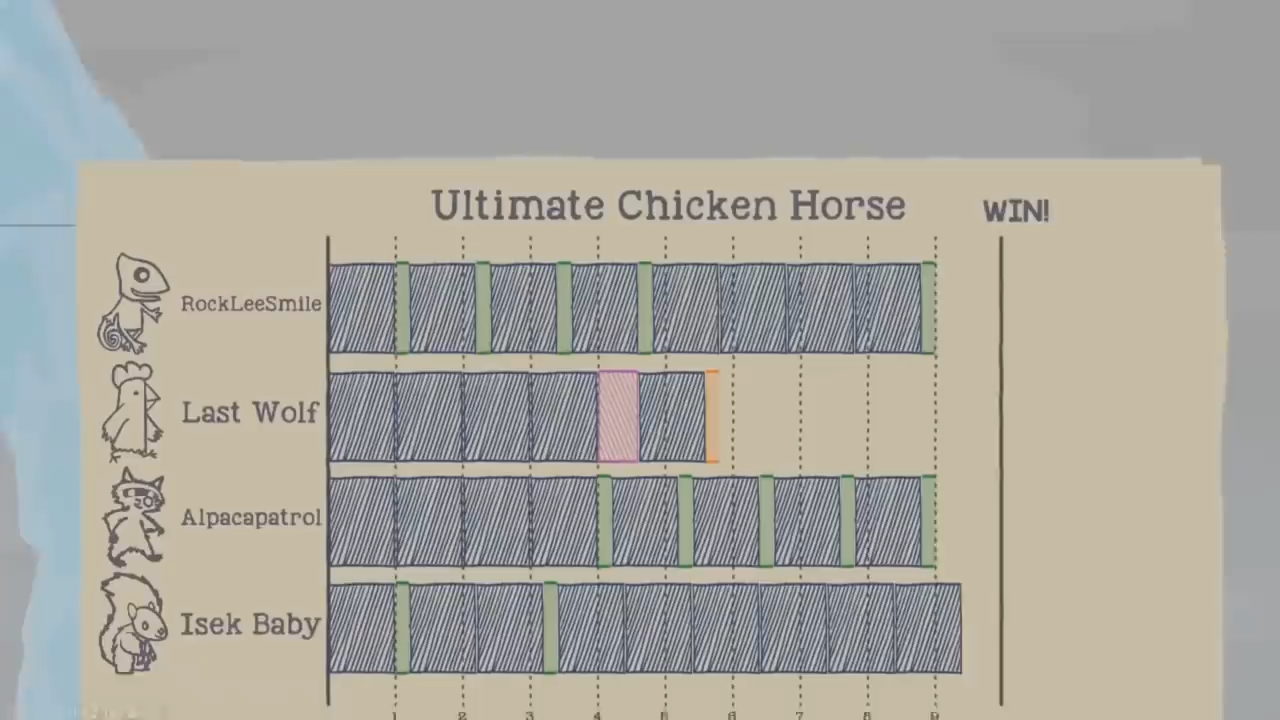 Ultimate Chicken Horse
WIN!
RockLeeSmile
Last Wolf
Alpacapatrol
Isek Baby
1 2 3 4 5 6 7 8 9